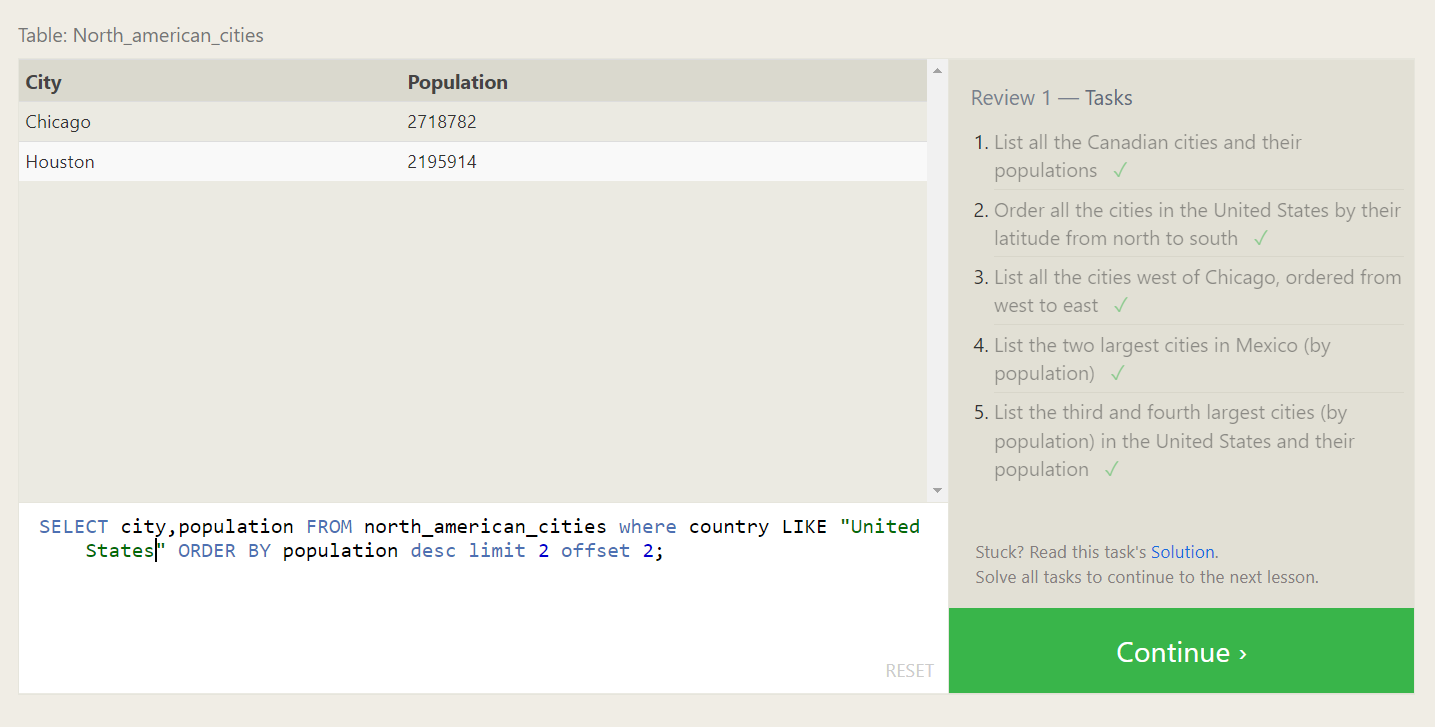 Table: North_american_cities
City Population
Chicago 2718782
Houston 2195914
SELECT city,population FROM north_american_cities where country LIKE "United
States" ORDER BY population desc limit 2 offset 2;
RESET
Review 1 — Tasks
1. List all the Canadian cities and their
populations ✓
2. Order all the cities in the United States by their
latitude from north to south ✓
3. List all the cities west of Chicago, ordered from
west to east ✓
4. List the two largest cities in Mexico (by
population) ✓
5. List the third and fourth largest cities (by
population) in the United States and their
population ✓
Stuck? Read this task's Solution.
Solve all tasks to continue to the next lesson.
Continue ›